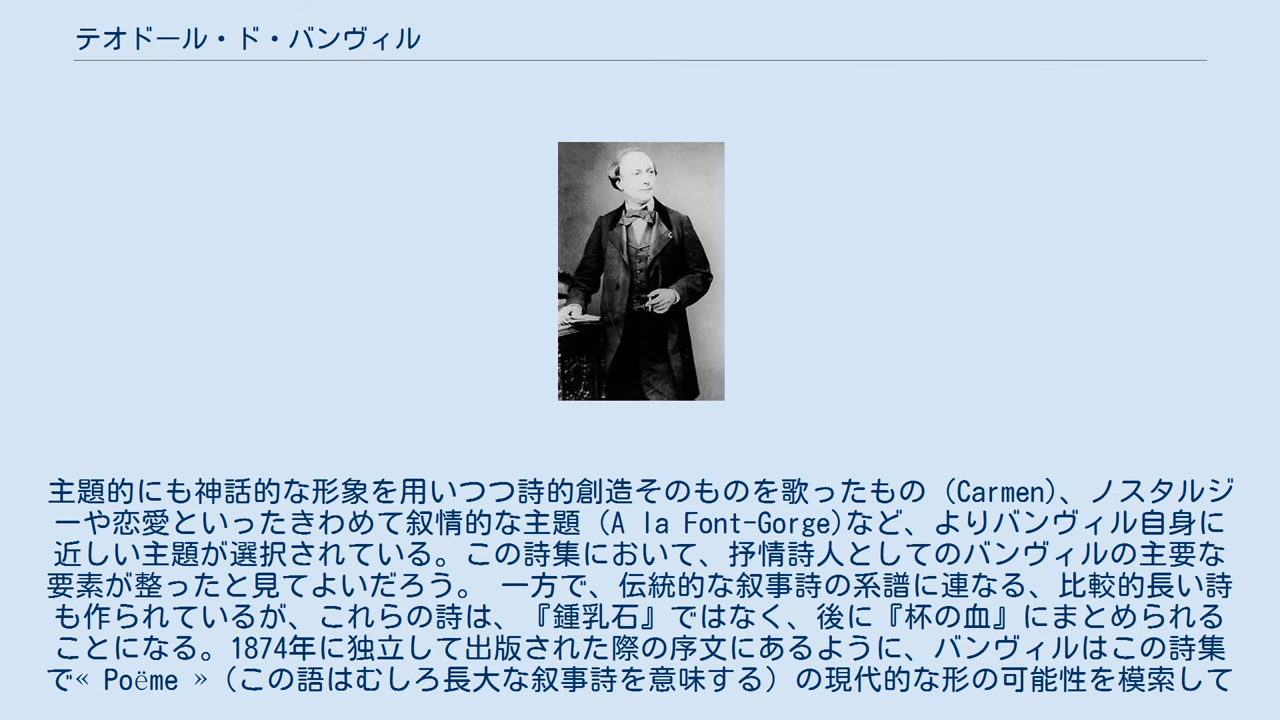 テオドール・ド・バンヴィル
主題的にも神話的な形象を用いつつ詩的創造そのものを歌ったもの（Carmen)、ノスタルジ
ーや恋愛といったきわめて叙情的な主題（A la Font-Gorge)など、よりバンヴィル自身に
近しい主題が選択されている。この詩集において、抒情詩人としてのバンヴィルの主要な
要素が整ったと見てよいだろう。　一方で、伝統的な叙事詩の系譜に連なる、比較的長い詩
も作られているが、これらの詩は、『鍾乳石』ではなく、後に『杯の血』にまとめられる
ことになる。1874年に独立して出版された際の序文にあるように、バンヴィルはこの詩集
で« Poëme »（この語はむしろ長大な叙事詩を意味する）の現代的な形の可能性を模索して